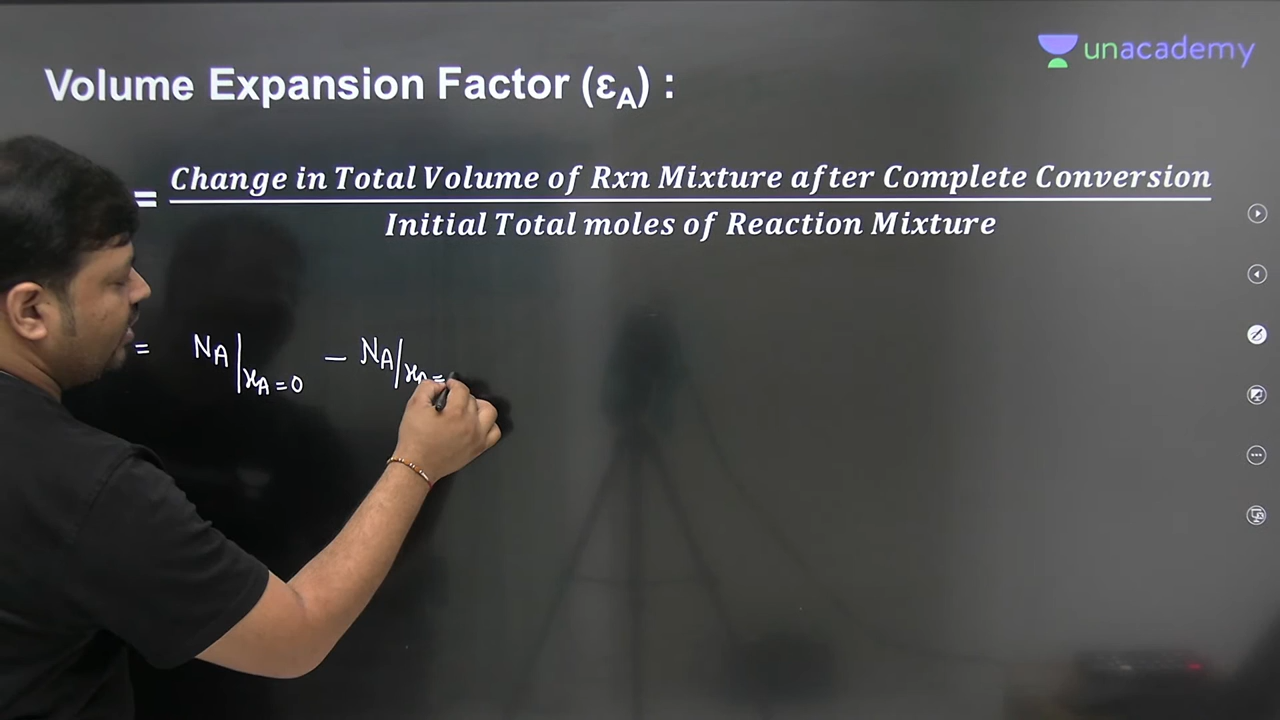 unacademy
Volume Expansion Factor (εA) :
= Change in Total Volume of Rxn Mixture after Complete Conversion
Initial Total moles of Reaction Mixture
= NA|xA=0 − NA|xA=